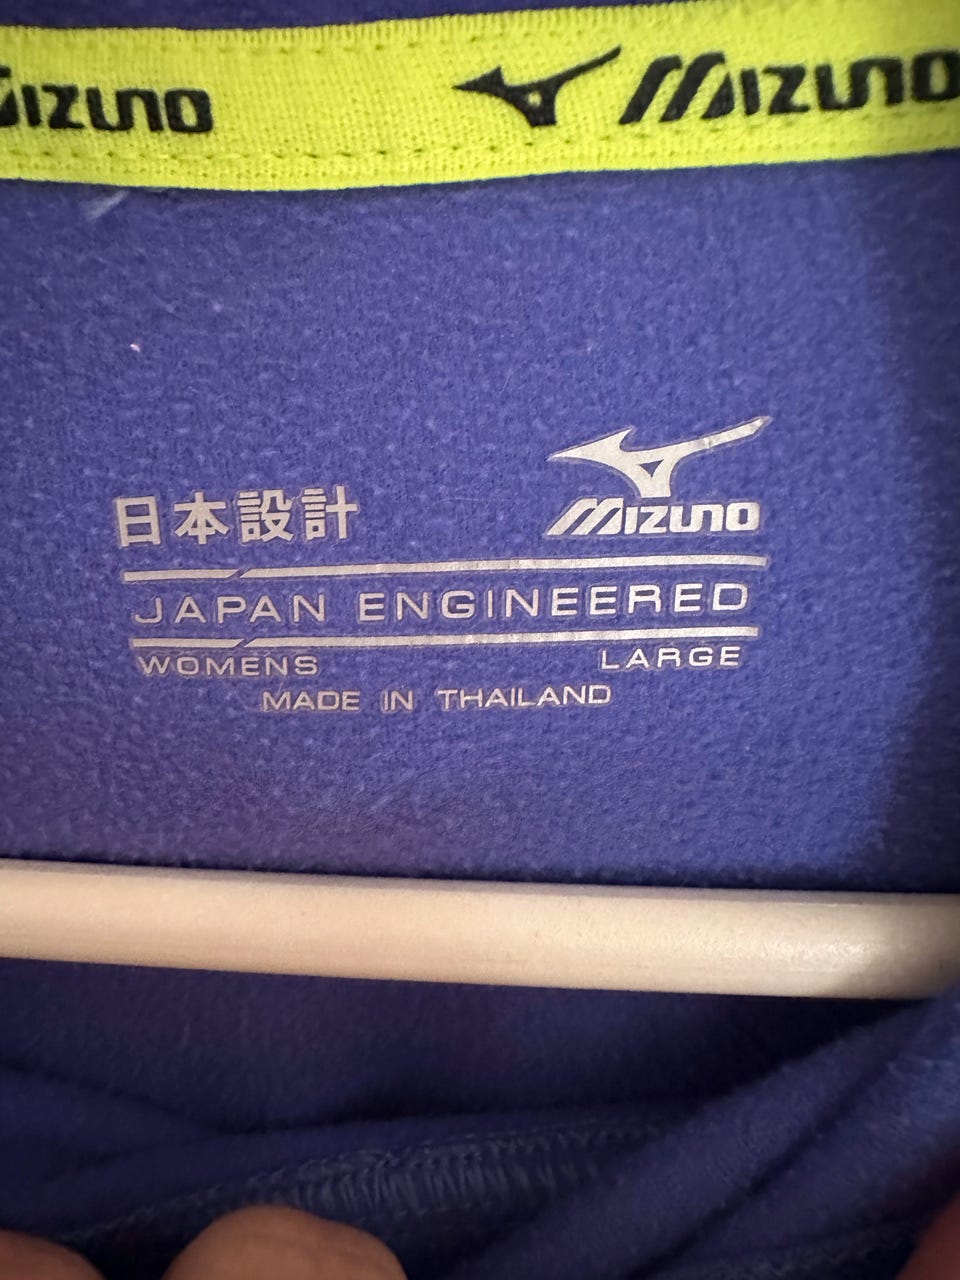 MIZUNO MIZUNO
MIZUNO
日本設計
JAPAN ENGINEERED
WOMENS LARGE
MADE IN THAILAND